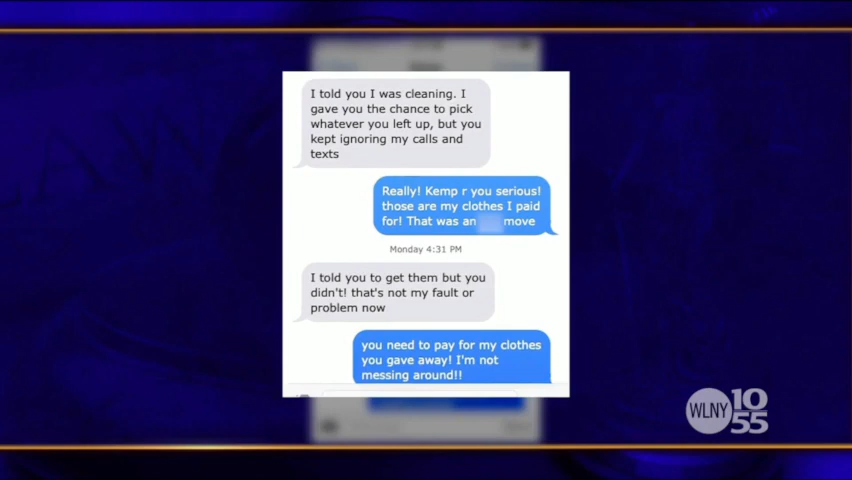 I told you I was cleaning. I
gave you the chance to pick
whatever you left up, but you
kept ignoring my calls and
texts
Really! Kemp r you serious!
those are my clothes I paid
for! That was an move
Monday 4:31 PM
I told you to get them but you
didn't! that's not my fault or
problem now
you need to pay for my clothes
you gave away! I'm not
messing around!!
WLNY 10
55
LAW